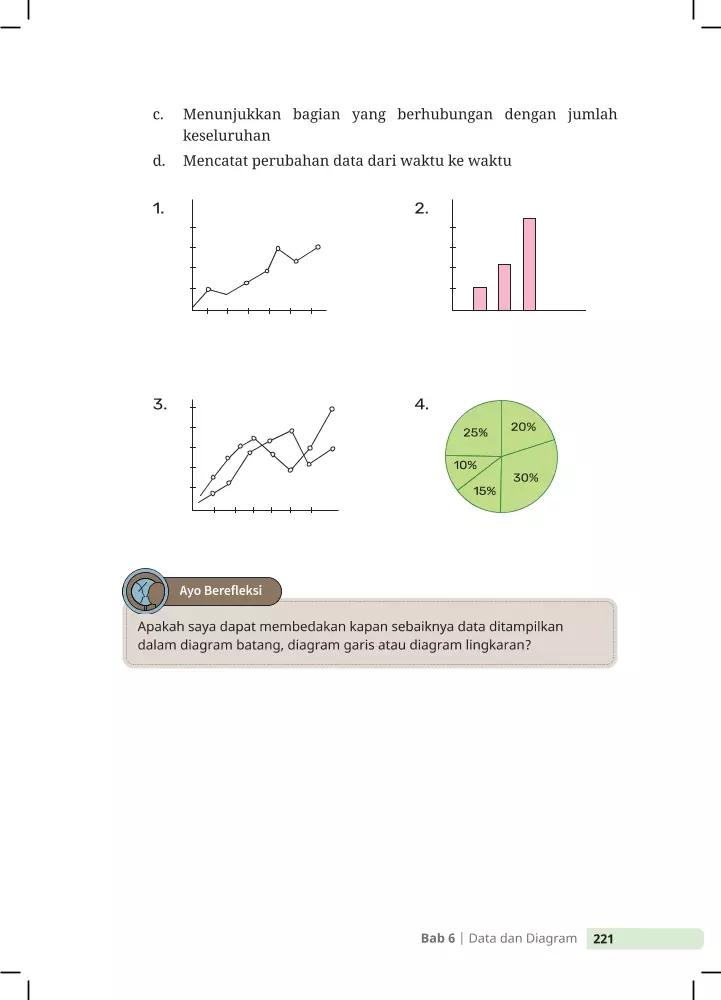 c. Menunjukkan bagian yang berhubungan dengan jumlah
keseluruhan
d. Mencatat perubahan data dari waktu ke waktu
1.
2.
3.
4.
25%
20%
10%
30%
15%
Ayo Berefleksi
Apakah saya dapat membedakan kapan sebaiknya data ditampilkan
dalam diagram batang, diagram garis atau diagram lingkaran?
Bab 6 | Data dan Diagram 221